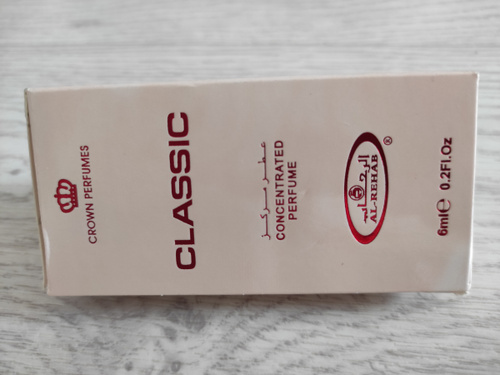 CROWN PERFUMES
CLASSIC
عطر مركز
CONCENTRATED
PERFUME
الرحاب
AL-REHAB
®
6ml℮ 0.2Fl.Oz